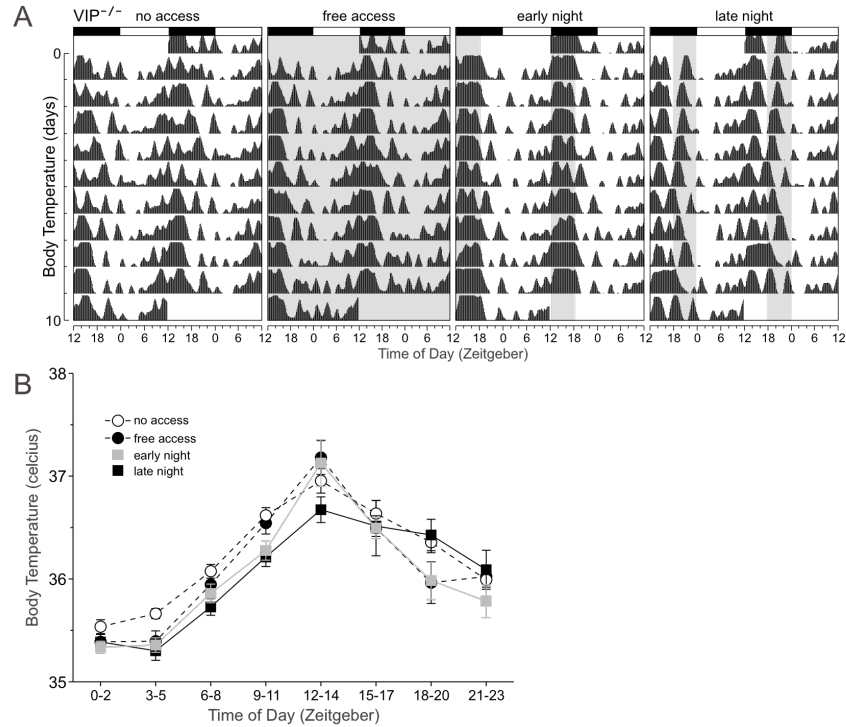 A
VIP⁻/⁻ no access free access early night late night
0
Body Temperature (days)
10
12 18 0 6 12 18 0 6 12 12 18 0 6 12 18 0 6 12 12 18 0 6 12 18 0 6 12 12 18 0 6 12 18 0 6 12
Time of Day (Zeitgeber)
B
38
no access
free access
early night
late night
37
Body Temperature (celcius)
36
35
0-2 3-5 6-8 9-11 12-14 15-17 18-20 21-23
Time of Day (Zeitgeber)